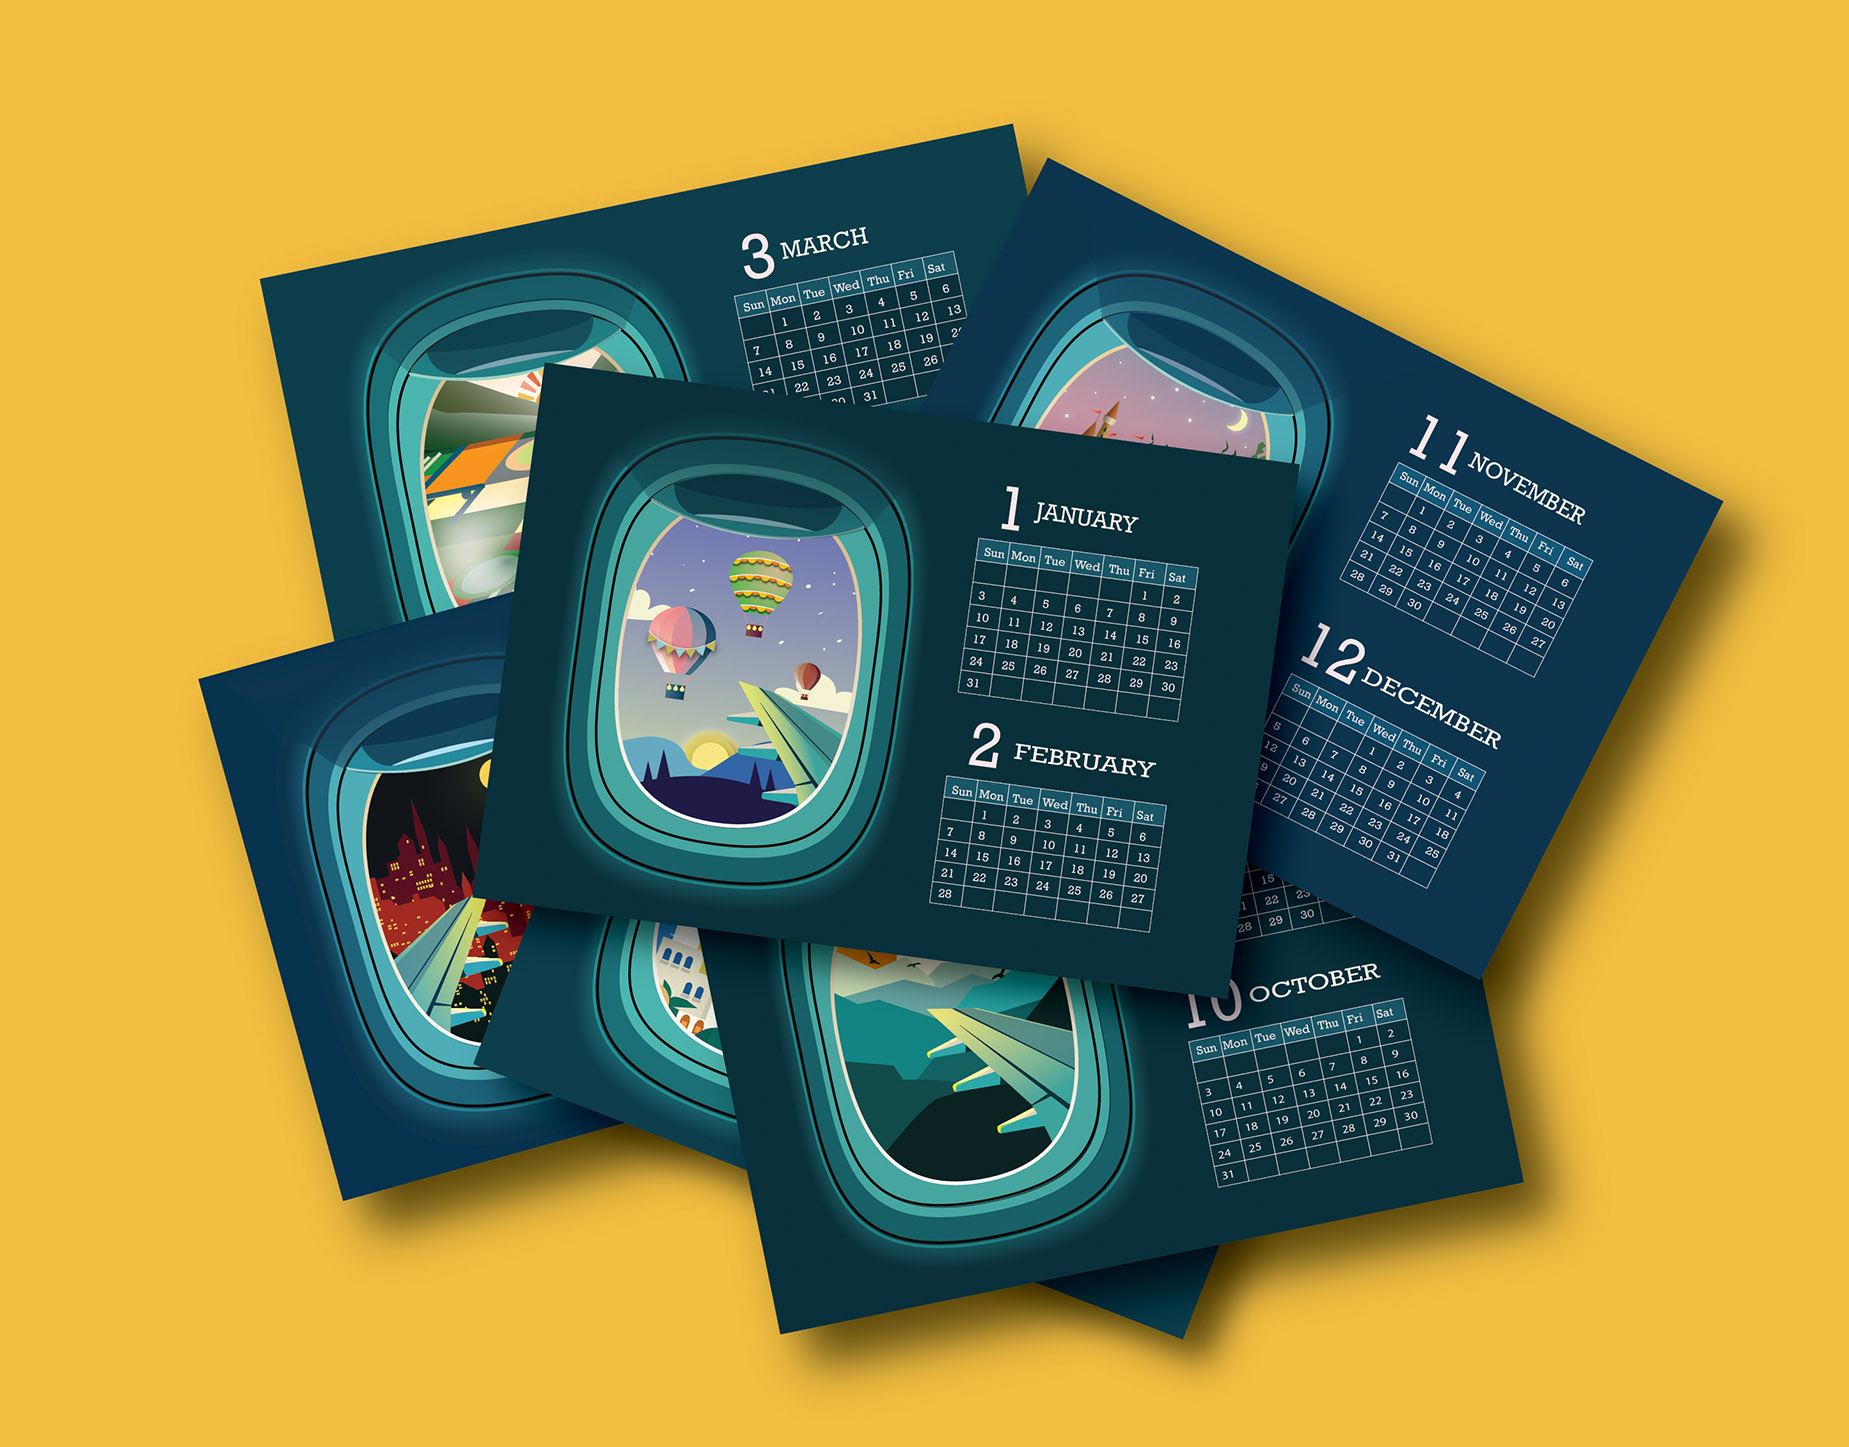 3 MARCH
Sun Mon Tue Wed Thu Fri Sat
1 2 3 4 5 6
7 8 9 10 11 12 13
14 15 16 17 18 19
22 23 24 25 26
31
11 NOVEMBER
Sun Mon Tue Wed Thu Fri Sat
1 2 3 4 5 6
7 8 9 10 11 12 13
14 15 16 17 18 19 20
21 22 23 24 25 26 27
28 29 30
12 DECEMBER
Sun Mon Tue Wed Thu Fri Sat
1 2 3 4
5 6 7 8 9 10 11
12 13 14 15 16 17 18
20 21 22 23 24 25
27 28 29 30 31
1 JANUARY
Sun Mon Tue Wed Thu Fri Sat
1 2
3 4 5 6 7 8 9
10 11 12 13 14 15 16
17 18 19 20 21 22 23
24 25 26 27 28 29 30
31
2 FEBRUARY
Sun Mon Tue Wed Thu Fri Sat
1 2 3 4 5 6
7 8 9 10 11 12 13
14 15 16 17 18 19 20
21 22 23 24 25 26 27
28
15
22 23
28 29 30
10 OCTOBER
Sun Mon Tue Wed Thu Fri Sat
1 2
3 4 5 6 7 8 9
10 11 12 13 14 15 16
17 18 19 20 21 22 23
24 25 26 27 28 29 30
31